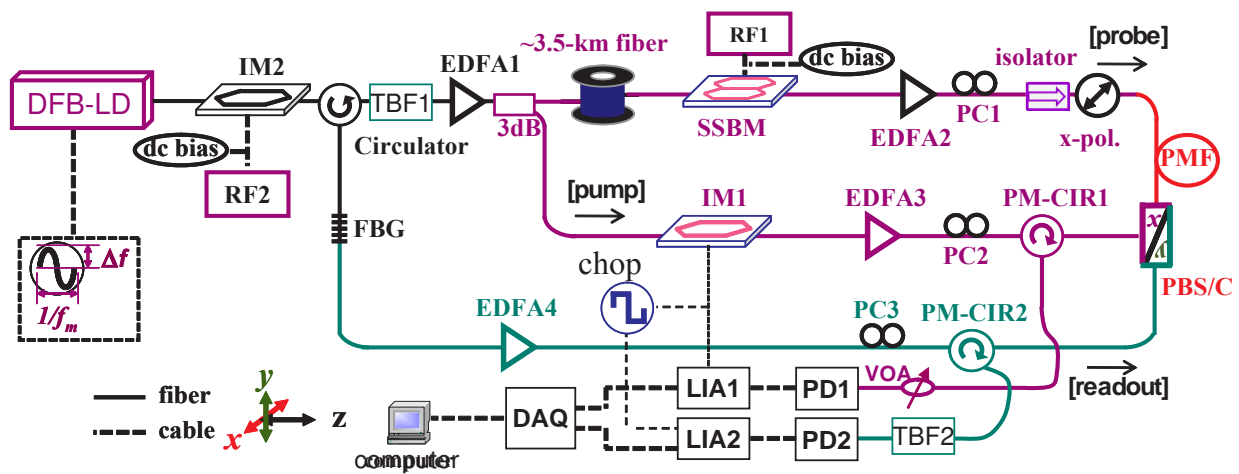 RF1
~3.5-km fiber
[probe]
dc bias
isolator
IM2
EDFA1
DFB-LD
TBF1
3dB
SSBM
EDFA2
PC1
x-pol.
Circulator
dc bias
RF2
PMF
[pump]
IM1
EDFA3
PM-CIR1
FBG
PC2
x
y
PBS/C
Δf
1/fm
chop
EDFA4
PC3
PM-CIR2
[readout]
VOA
LIA1
PD1
y
fiber
z
DAQ
cable
x
LIA2
PD2
TBF2
computer